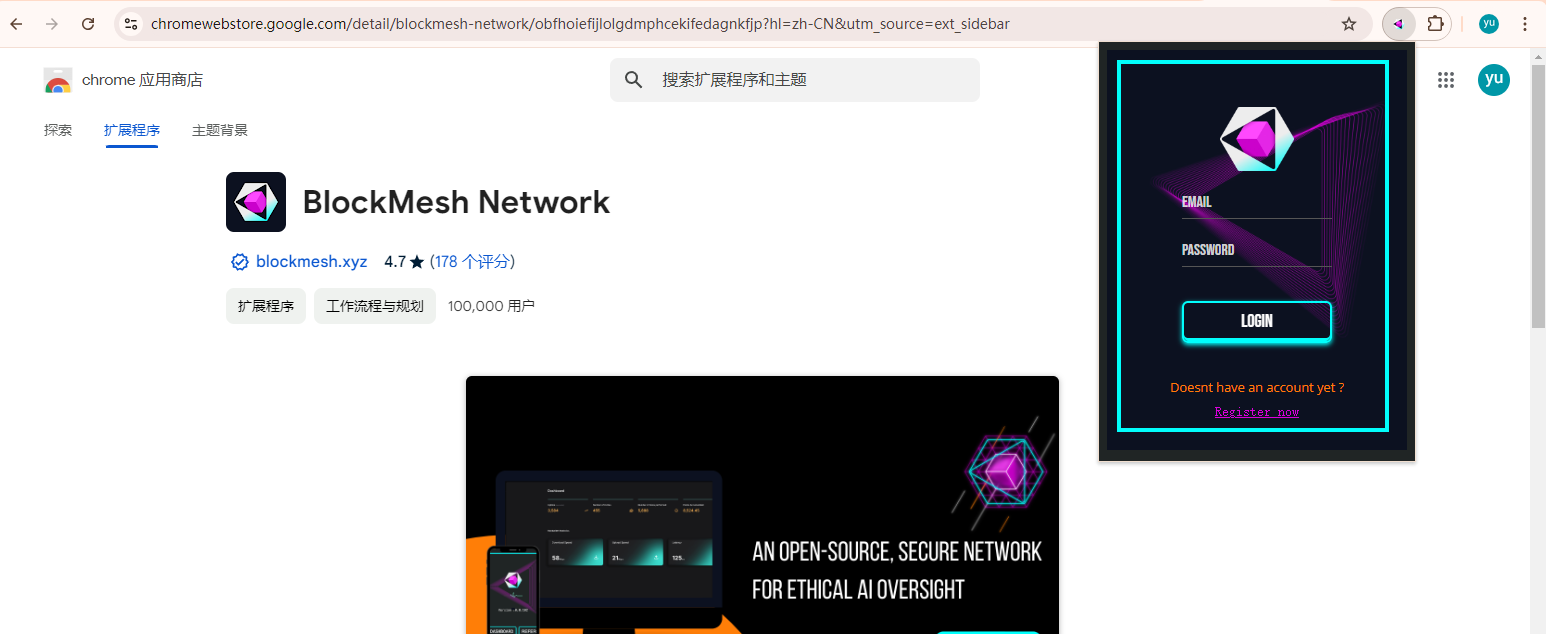 chromewebstore.google.com/detail/blockmesh-network/obfhoiefijlolgdmphcekifedagnkfjp?hl=zh-CN&utm_source=ext_sidebar
yu
chrome 应用商店
搜索扩展程序和主题
yu
探索
扩展程序
主题背景
BlockMesh Network
blockmesh.xyz 4.7 (178 个评分)
扩展程序
工作流程与规划
100,000 用户
EMAIL
PASSWORD
LOGIN
Doesnt have an account yet ?
Register now
Dashboard
AN OPEN-SOURCE, SECURE NETWORK
FOR ETHICAL AI OVERSIGHT
DASHBOARD
REFER